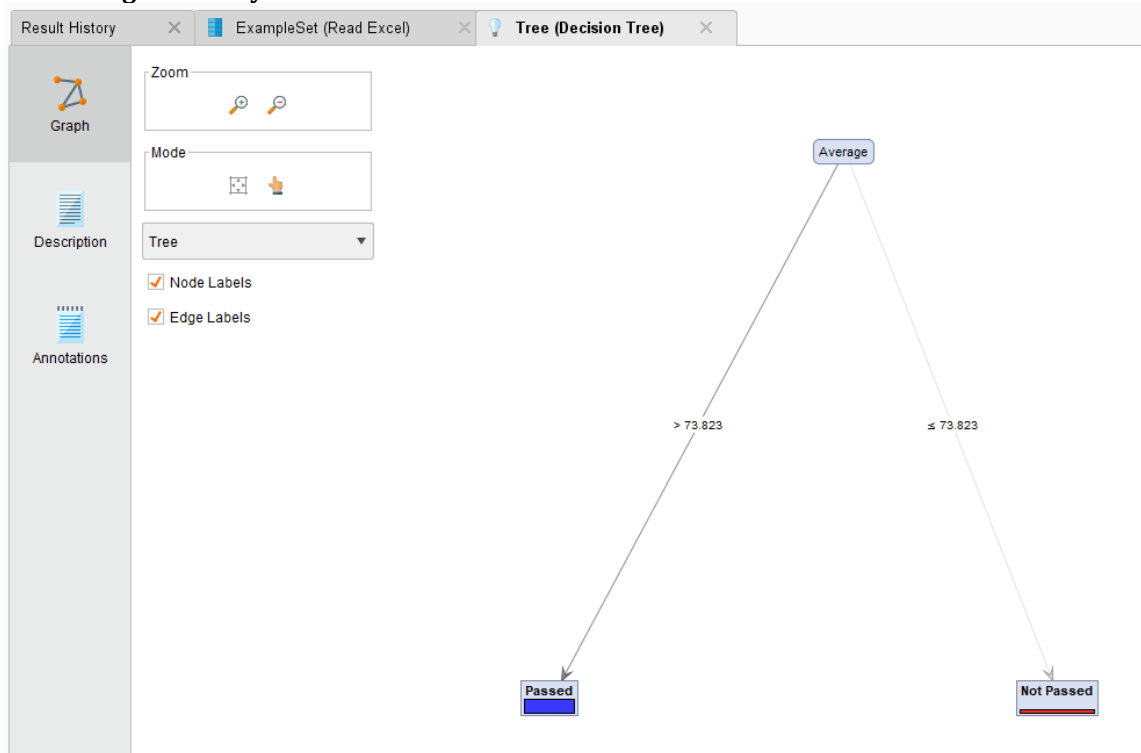 Result History
ExampleSet (Read Excel)
Tree (Decision Tree)
Graph
Description
Annotations
Zoom
Mode
Tree
Node Labels
Edge Labels
Average
> 73.823
≤ 73.823
Passed
Not Passed